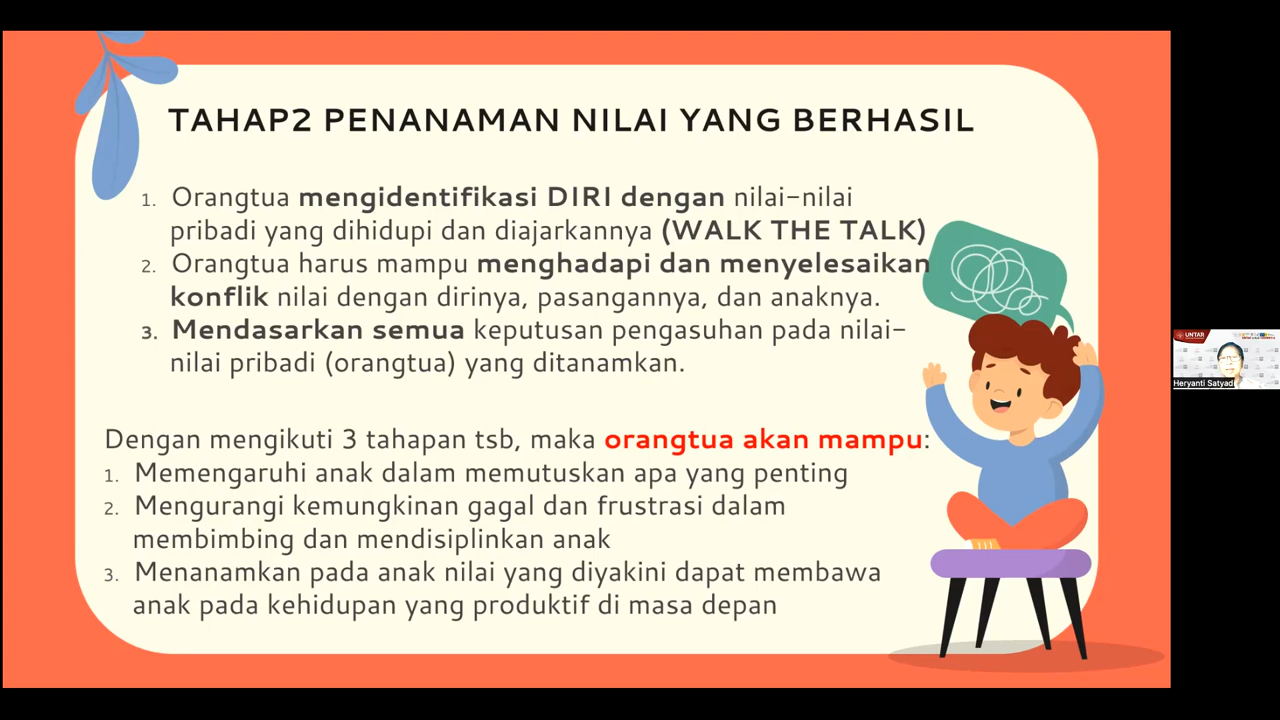 TAHAP2 PENANAMAN NILAI YANG BERHASIL
1. Orangtua mengidentifikasi DIRI dengan nilai-nilai
pribadi yang dihidupi dan diajarkannya (WALK THE TALK)
2. Orangtua harus mampu menghadapi dan menyelesaikan
konflik nilai dengan dirinya, pasangannya, dan anaknya.
3. Mendasarkan semua keputusan pengasuhan pada nilai-
nilai pribadi (orangtua) yang ditanamkan.
Dengan mengikuti 3 tahapan tsb, maka orangtua akan mampu:
1. Memengaruhi anak dalam memutuskan apa yang penting
2. Mengurangi kemungkinan gagal dan frustrasi dalam
membimbing dan mendisiplinkan anak
3. Menanamkan pada anak nilai yang diyakini dapat membawa
anak pada kehidupan yang produktif di masa depan
UNTAR
Heryanti Satyadi